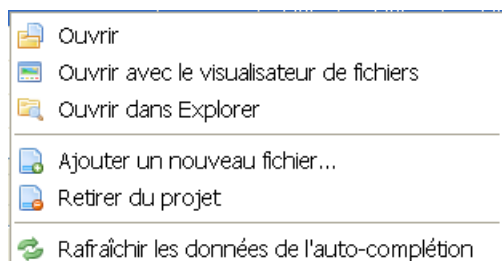 Ouvrir
Ouvrir avec le visualisateur de fichiers
Ouvrir dans Explorer
Ajouter un nouveau fichier...
Retirer du projet
Rafraîchir les données de l'auto-complétion